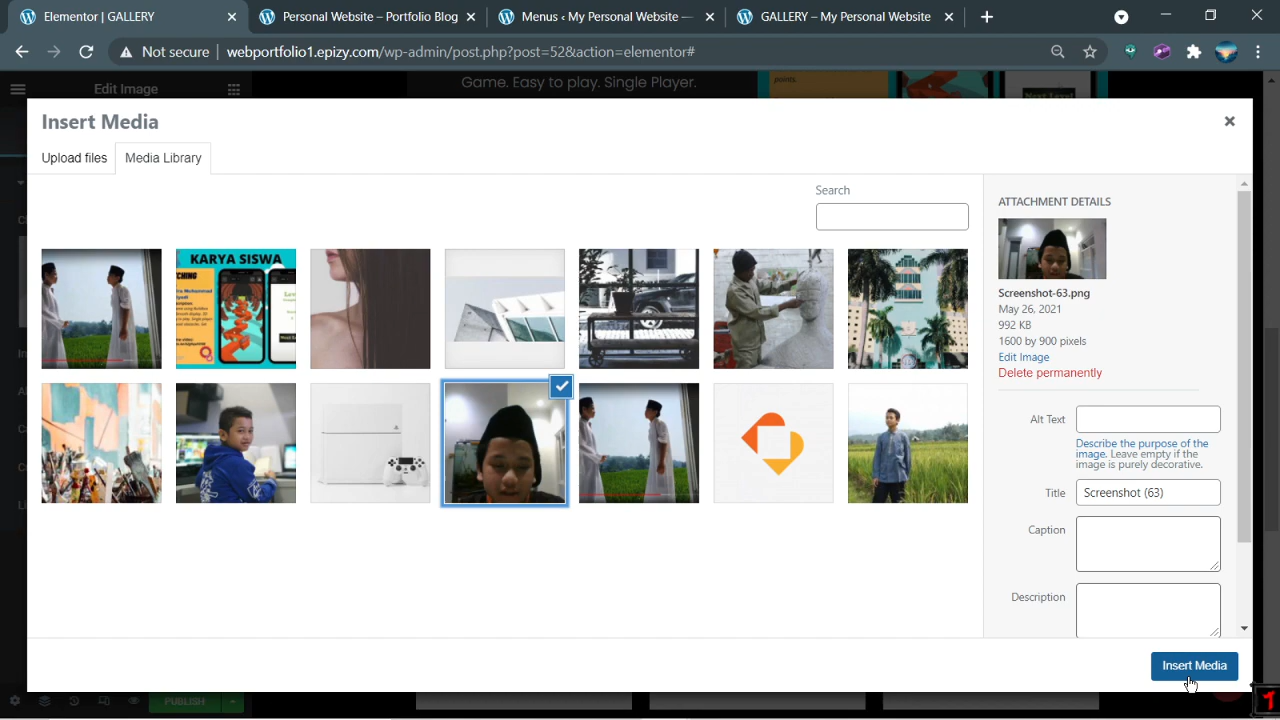 Elementor | GALLERY
Personal Website – Portfolio Blog
Menus ‹ My Personal Website —
GALLERY – My Personal Website
Not secure
webportfolio1.epizy.com/wp-admin/post.php?post=52&action=elementor#
Edit Image
Game. Easy to play. Single Player.
points.
Next Level
Insert Media
Upload files
Media Library
Search
KARYA SISWA
ATTACHMENT DETAILS
Screenshot-63.png
May 26, 2021
992 KB
1600 by 900 pixels
Edit Image
Delete permanently
Alt Text
Describe the purpose of the
image. Leave empty if the
image is purely decorative.
Title
Screenshot (63)
Caption
Description
Insert Media
PUBLISH
1